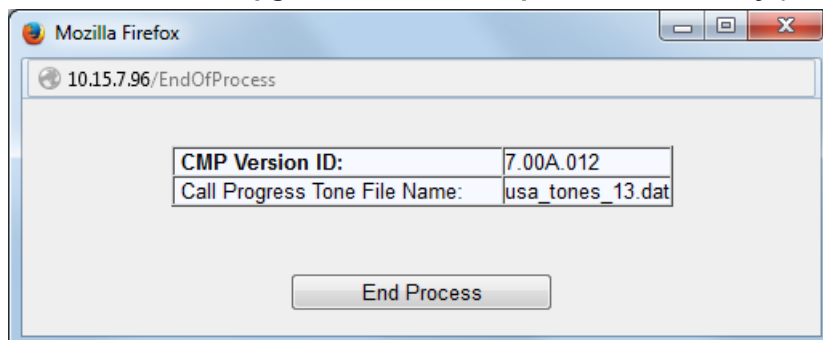 Mozilla Firefox
10.15.7.96/EndOfProcess
CMP Version ID: 7.00A.012
Call Progress Tone File Name: usa_tones_13.dat
End Process